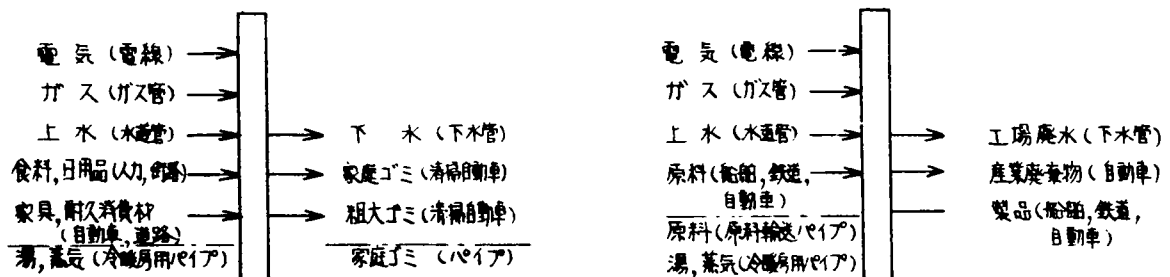 電気(電線)
ガス(ガス管)
上水(水道管)
食料,日用品(人力,街路)
家具,耐久消費材
(自動車,道路)
湯,蒸気(冷暖房用パイプ)
下水(下水管)
家庭ゴミ(清掃自動車)
粗大ゴミ(清掃自動車)
家庭ゴミ(パイプ)
電気(電線)
ガス(ガス管)
上水(水道管)
原料(船舶,鉄道,
自動車)
原料(原料輸送パイプ)
湯,蒸気(冷暖房用パイプ)
工場廃水(下水管)
産業廃棄物(自動車)
製品(船舶,鉄道,
自動車)